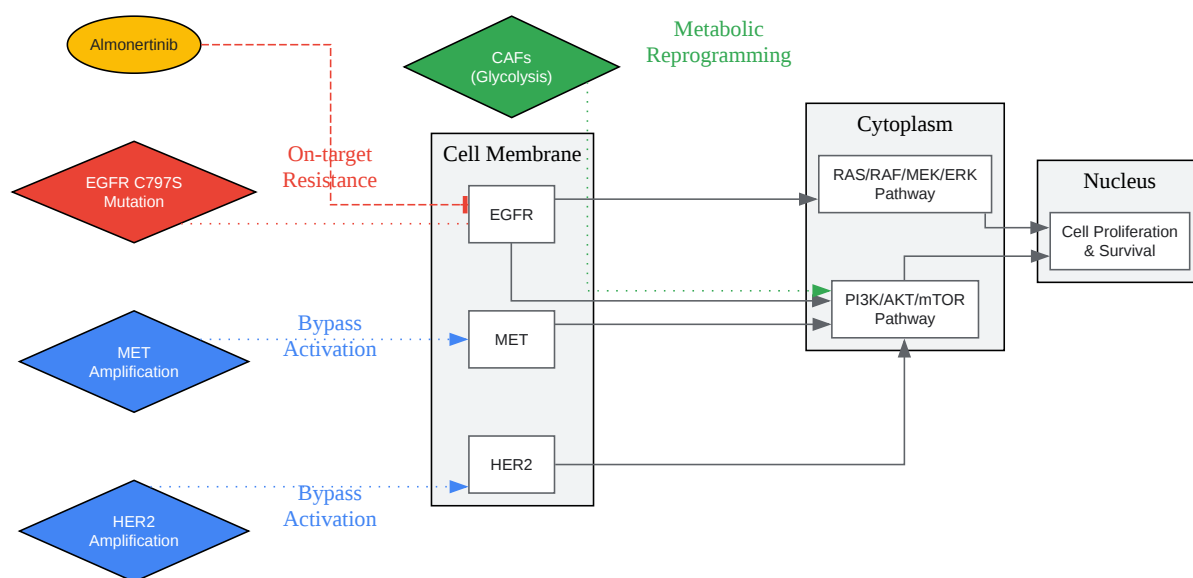 Almonertinib
CAFs
(Glycolysis)
Metabolic
Reprogramming
EGFR C797S
Mutation
On-target
Resistance
Cell Membrane
EGFR
Cytoplasm
RAS/RAF/MEK/ERK
Pathway
Nucleus
Cell Proliferation
& Survival
PI3K/AKT/mTOR
Pathway
MET
Amplification
Bypass
Activation
MET
HER2
Amplification
Bypass
Activation
HER2